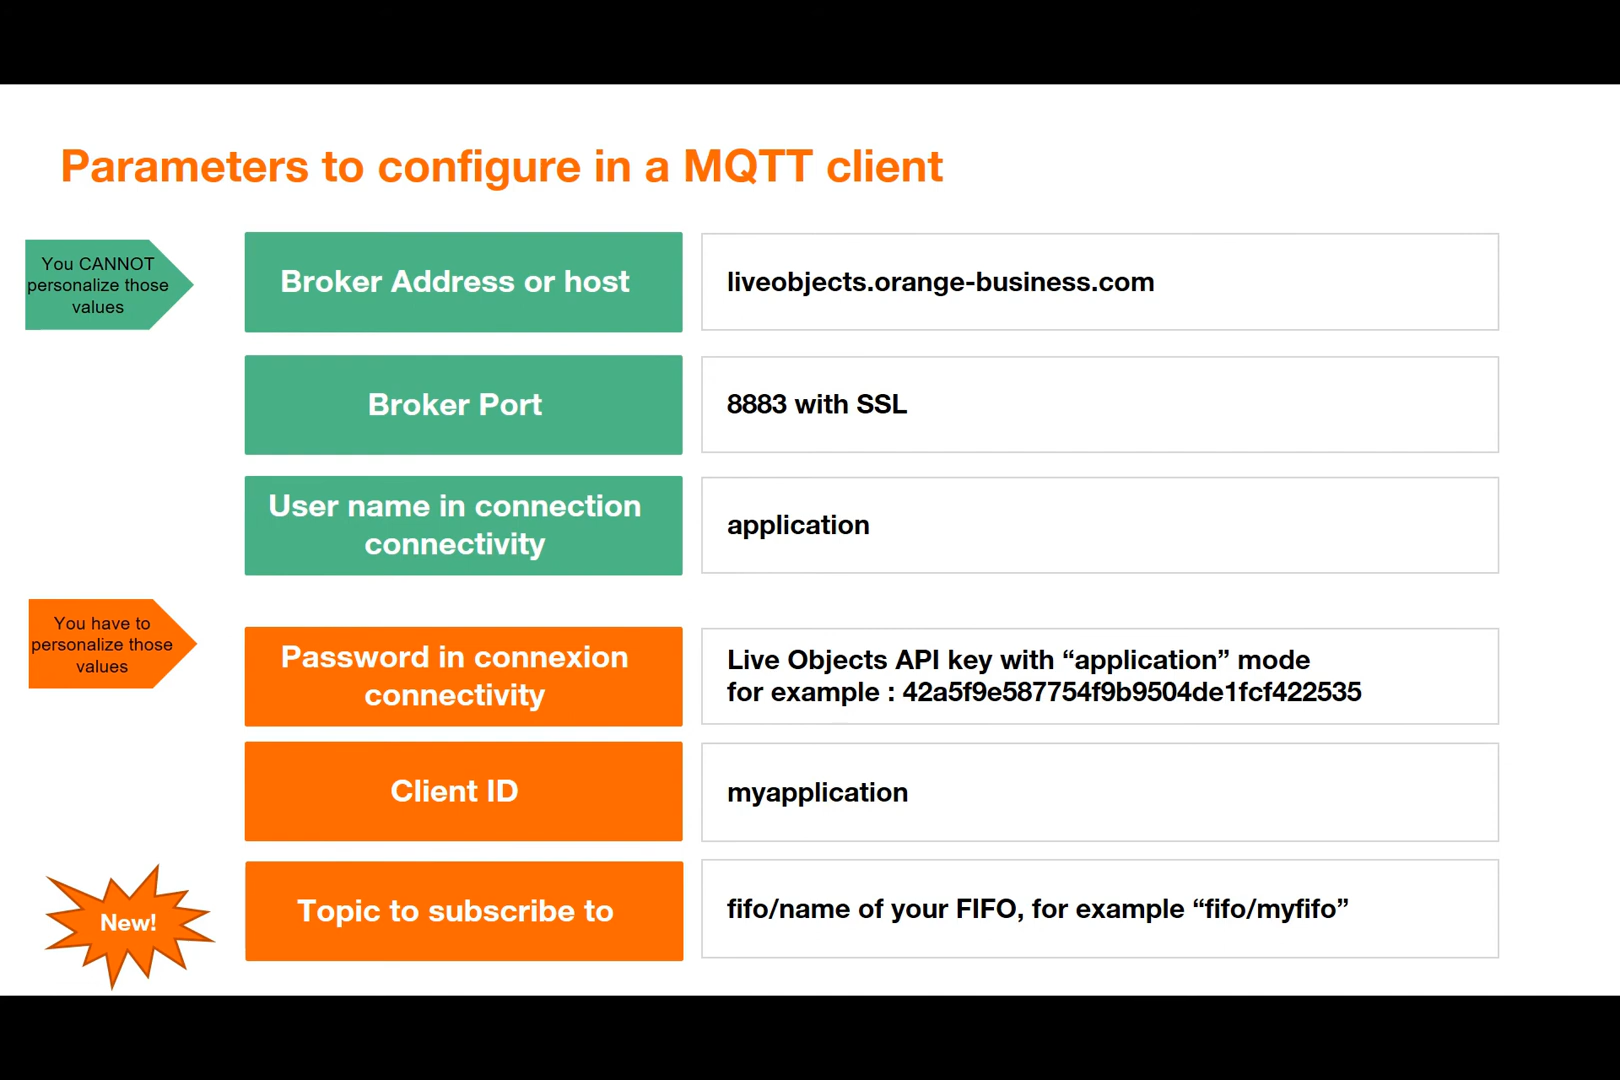 Parameters to configure in a MQTT client
You CANNOT
personalize those
values
Broker Address or host
liveobjects.orange-business.com
Broker Port
8883 with SSL
User name in connection
connectivity
application
You have to
personalize those
values
Password in connexion
connectivity
Live Objects API key with “application” mode
for example : 42a5f9e587754f9b9504de1fcf422535
Client ID
myapplication
New!
Topic to subscribe to
fifo/name of your FIFO, for example “fifo/myfifo”